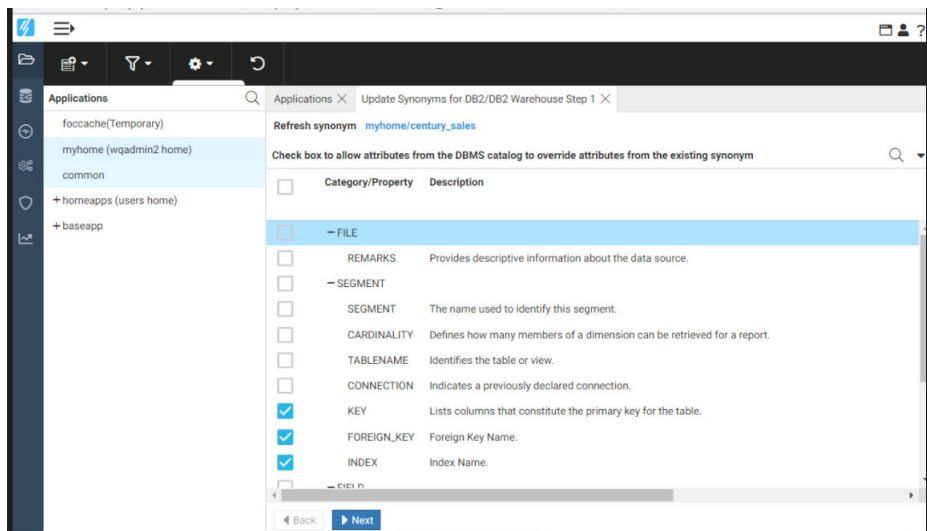 ?
Applications
Applications
Update Synonyms for DB2/DB2 Warehouse Step 1
foccache(Temporary)
myhome (wqadmin2 home)
common
+ homeapps (users home)
+ baseapp
Refresh synonym myhome/century_sales
Check box to allow attributes from the DBMS catalog to override attributes from the existing synonym
Category/Property Description
− FILE
REMARKS Provides descriptive information about the data source.
− SEGMENT
SEGMENT The name used to identify this segment.
CARDINALITY Defines how many members of a dimension can be retrieved for a report.
TABLENAME Identifies the table or view.
CONNECTION Indicates a previously declared connection.
KEY Lists columns that constitute the primary key for the table.
FOREIGN_KEY Foreign Key Name.
INDEX Index Name.
− FIELD
Back
Next